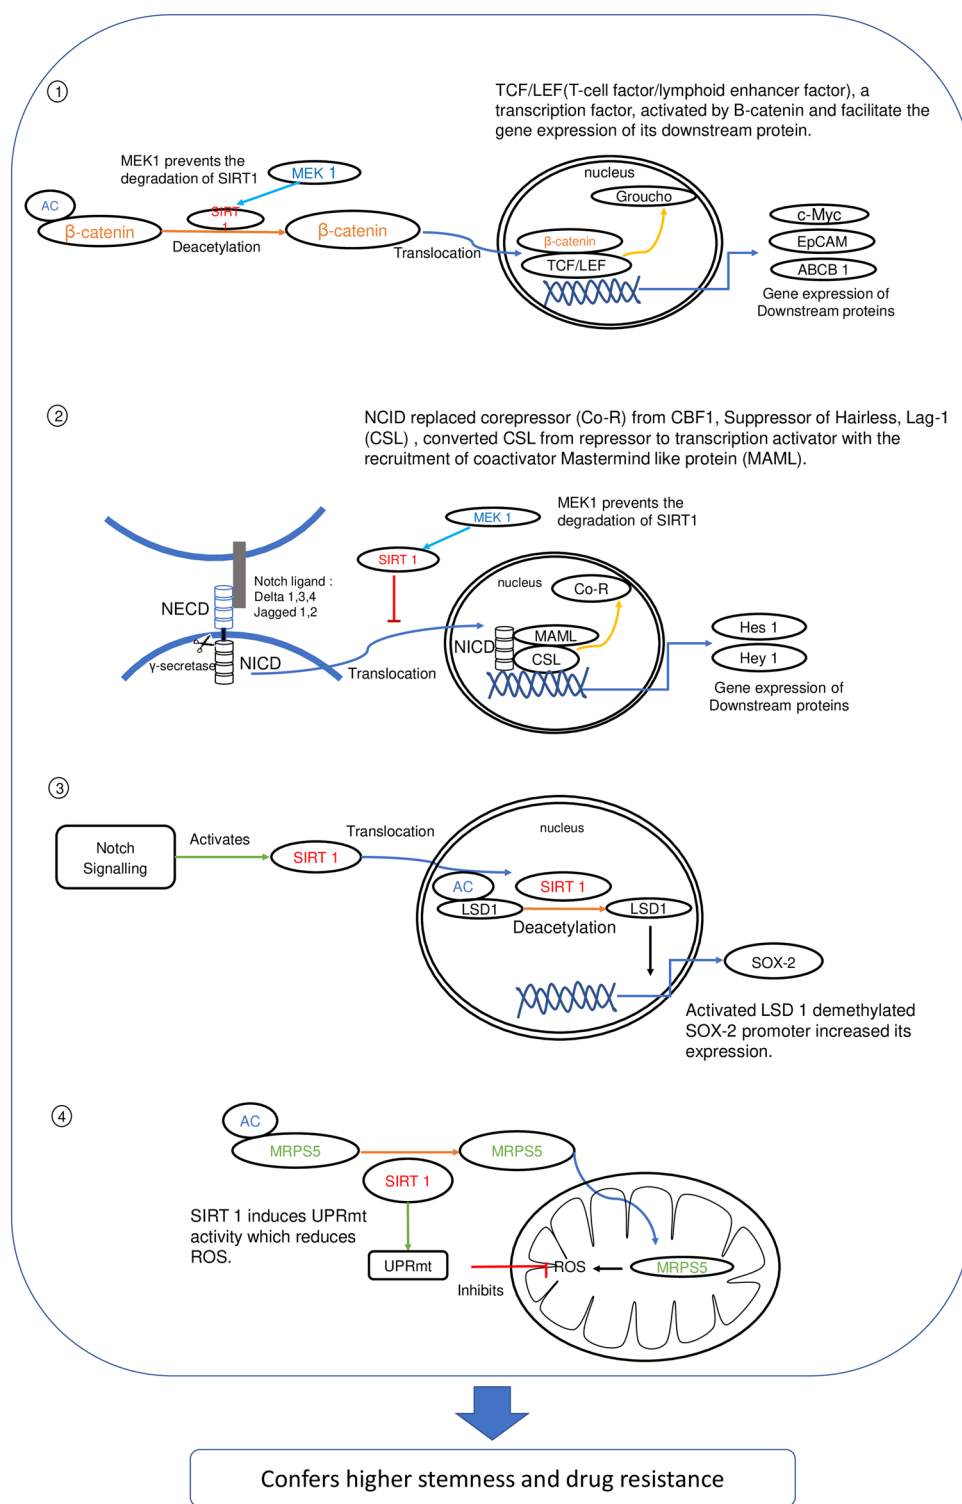 1
TCF/LEF(T-cell factor/lymphoid enhancer factor), a
transcription factor, activated by B-catenin and facilitate the
gene expression of its downstream protein.
MEK1 prevents the
degradation of SIRT1
MEK 1
nucleus
Groucho
AC
SIRT
1
β-catenin
Deacetylation
β-catenin
Translocation
β-catenin
TCF/LEF
c-Myc
EpCAM
ABCB 1
Gene expression of
Downstream proteins
2
NCID replaced corepressor (Co-R) from CBF1, Suppressor of Hairless, Lag-1
(CSL) , converted CSL from repressor to transcription activator with the
recruitment of coactivator Mastermind like protein (MAML).
MEK1 prevents the
degradation of SIRT1
MEK 1
SIRT 1
Notch ligand :
Delta 1,3,4
Jagged 1,2
NECD
γ-secretase
NICD
Translocation
nucleus
Co-R
NICD
MAML
CSL
Hes 1
Hey 1
Gene expression of
Downstream proteins
3
Notch
Signalling
Activates
SIRT 1
Translocation
nucleus
AC
LSD1
SIRT 1
Deacetylation
LSD1
SOX-2
Activated LSD 1 demethylated
SOX-2 promoter increased its
expression.
4
AC
MRPS5
MRPS5
SIRT 1
SIRT 1 induces UPRmt
activity which reduces
ROS.
UPRmt
Inhibits
ROS
MRPS5
Confers higher stemness and drug resistance